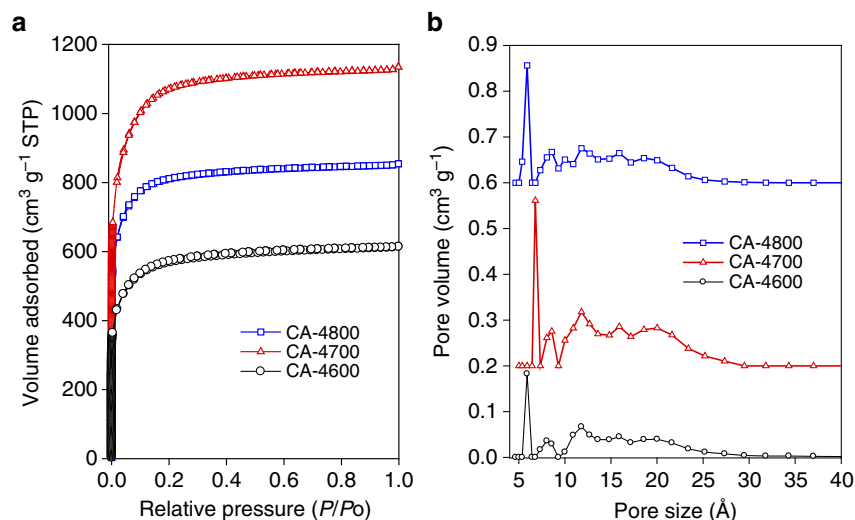 a
1200
1000
800
600
400
200
0
Volume adsorbed (cm³ g⁻¹ STP)
CA-4800
CA-4700
CA-4600
0.0 0.2 0.4 0.6 0.8 1.0
Relative pressure (P/Po)
b
0.9
0.8
0.7
0.6
0.5
0.4
0.3
0.2
0.1
0.0
Pore volume (cm³ g⁻¹)
CA-4800
CA-4700
CA-4600
5 10 15 20 25 30 35 40
Pore size (Å)